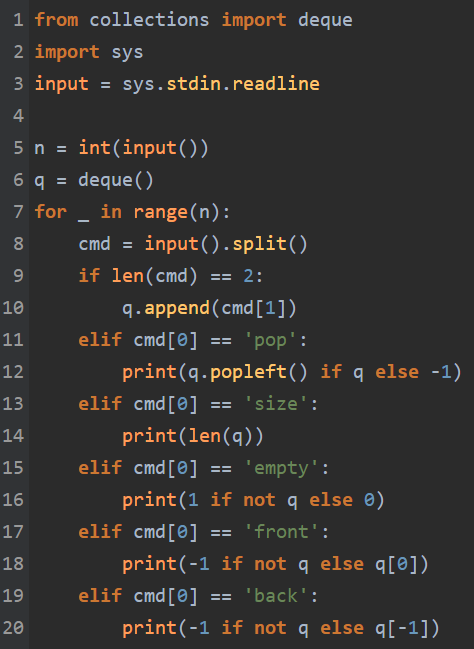 1 from collections import deque
2 import sys
3 input = sys.stdin.readline
4
5 n = int(input())
6 q = deque()
7 for _ in range(n):
8     cmd = input().split()
9     if len(cmd) == 2:
10         q.append(cmd[1])
11     elif cmd[0] == 'pop':
12         print(q.popleft() if q else -1)
13     elif cmd[0] == 'size':
14         print(len(q))
15     elif cmd[0] == 'empty':
16         print(1 if not q else 0)
17     elif cmd[0] == 'front':
18         print(-1 if not q else q[0])
19     elif cmd[0] == 'back':
20         print(-1 if not q else q[-1])